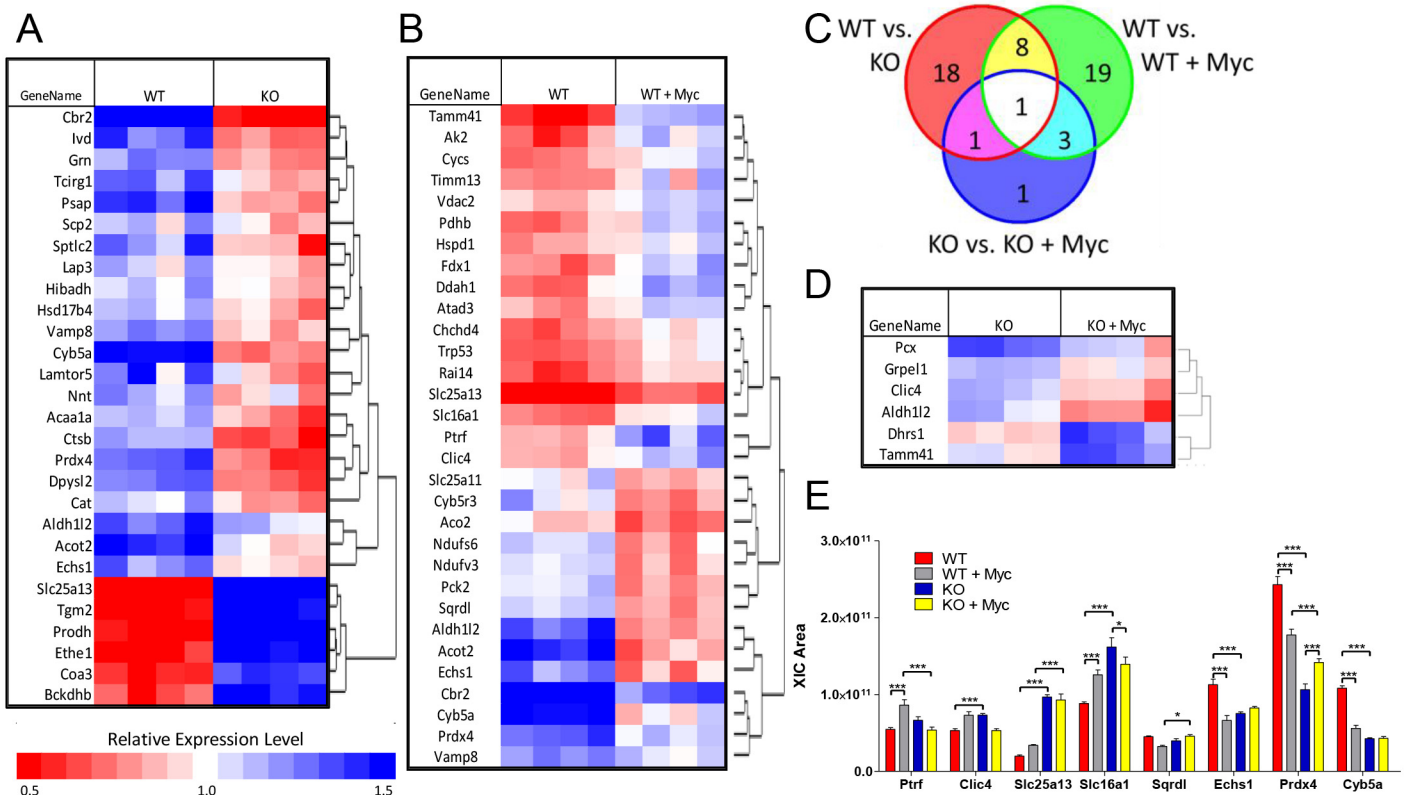 A
GeneName WT KO
Cbr2
Ivd
Grn
Tcirg1
Psap
Scp2
Sptlc2
Lap3
Hibadh
Hsd17b4
Vamp8
Cyb5a
Lamtor5
Nnt
Acaa1a
Ctsb
Prdx4
Dpysl2
Cat
Aldh1l2
Acot2
Echs1
Slc25a13
Tgm2
Prodh
Ethe1
Coa3
Bckdhb
Relative Expression Level
0.5 1.0 1.5
B
GeneName WT WT + Myc
Tamm41
Ak2
Cycs
Timm13
Vdac2
Pdhb
Hspd1
Fdx1
Ddah1
Atad3
Chchd4
Trp53
Rai14
Slc25a13
Slc16a1
Ptrf
Clic4
Slc25a11
Cyb5r3
Aco2
Ndufs6
Ndufv3
Pck2
Sqrdl
Aldh1l2
Acot2
Echs1
Cbr2
Cyb5a
Prdx4
Vamp8
C
WT vs.
KO
WT vs.
WT + Myc
8
18
19
1
1
3
1
KO vs. KO + Myc
D
GeneName KO KO + Myc
Pcx
Grpel1
Clic4
Aldh1l2
Dhrs1
Tamm41
E
XIC Area
3.0×10¹¹
2.0×10¹¹
1.0×10¹¹
0.0
WT
WT + Myc
KO
KO + Myc
*** ***
***
*** ***
*** *** *
*
*** ***
*** *** *** ***
*** ***
Ptrf Clic4 Slc25a13 Slc16a1 Sqrdl Echs1 Prdx4 Cyb5a